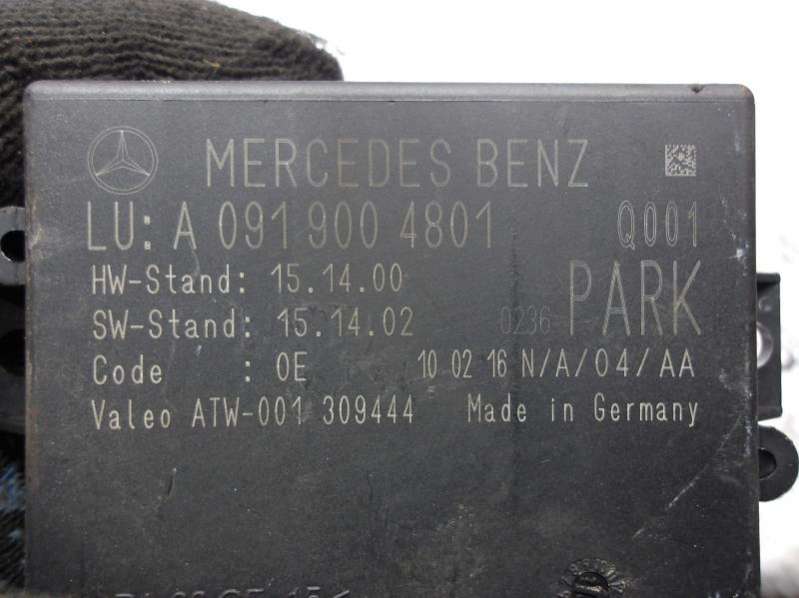 MERCEDES BENZ
LU: A 091 900 4801 Q001
HW-Stand: 15.14.00
SW-Stand: 15.14.02 0236 PARK
Code : 0E 10 02 16 N/A/04/AA
Valeo ATW-001 309444 Made in Germany